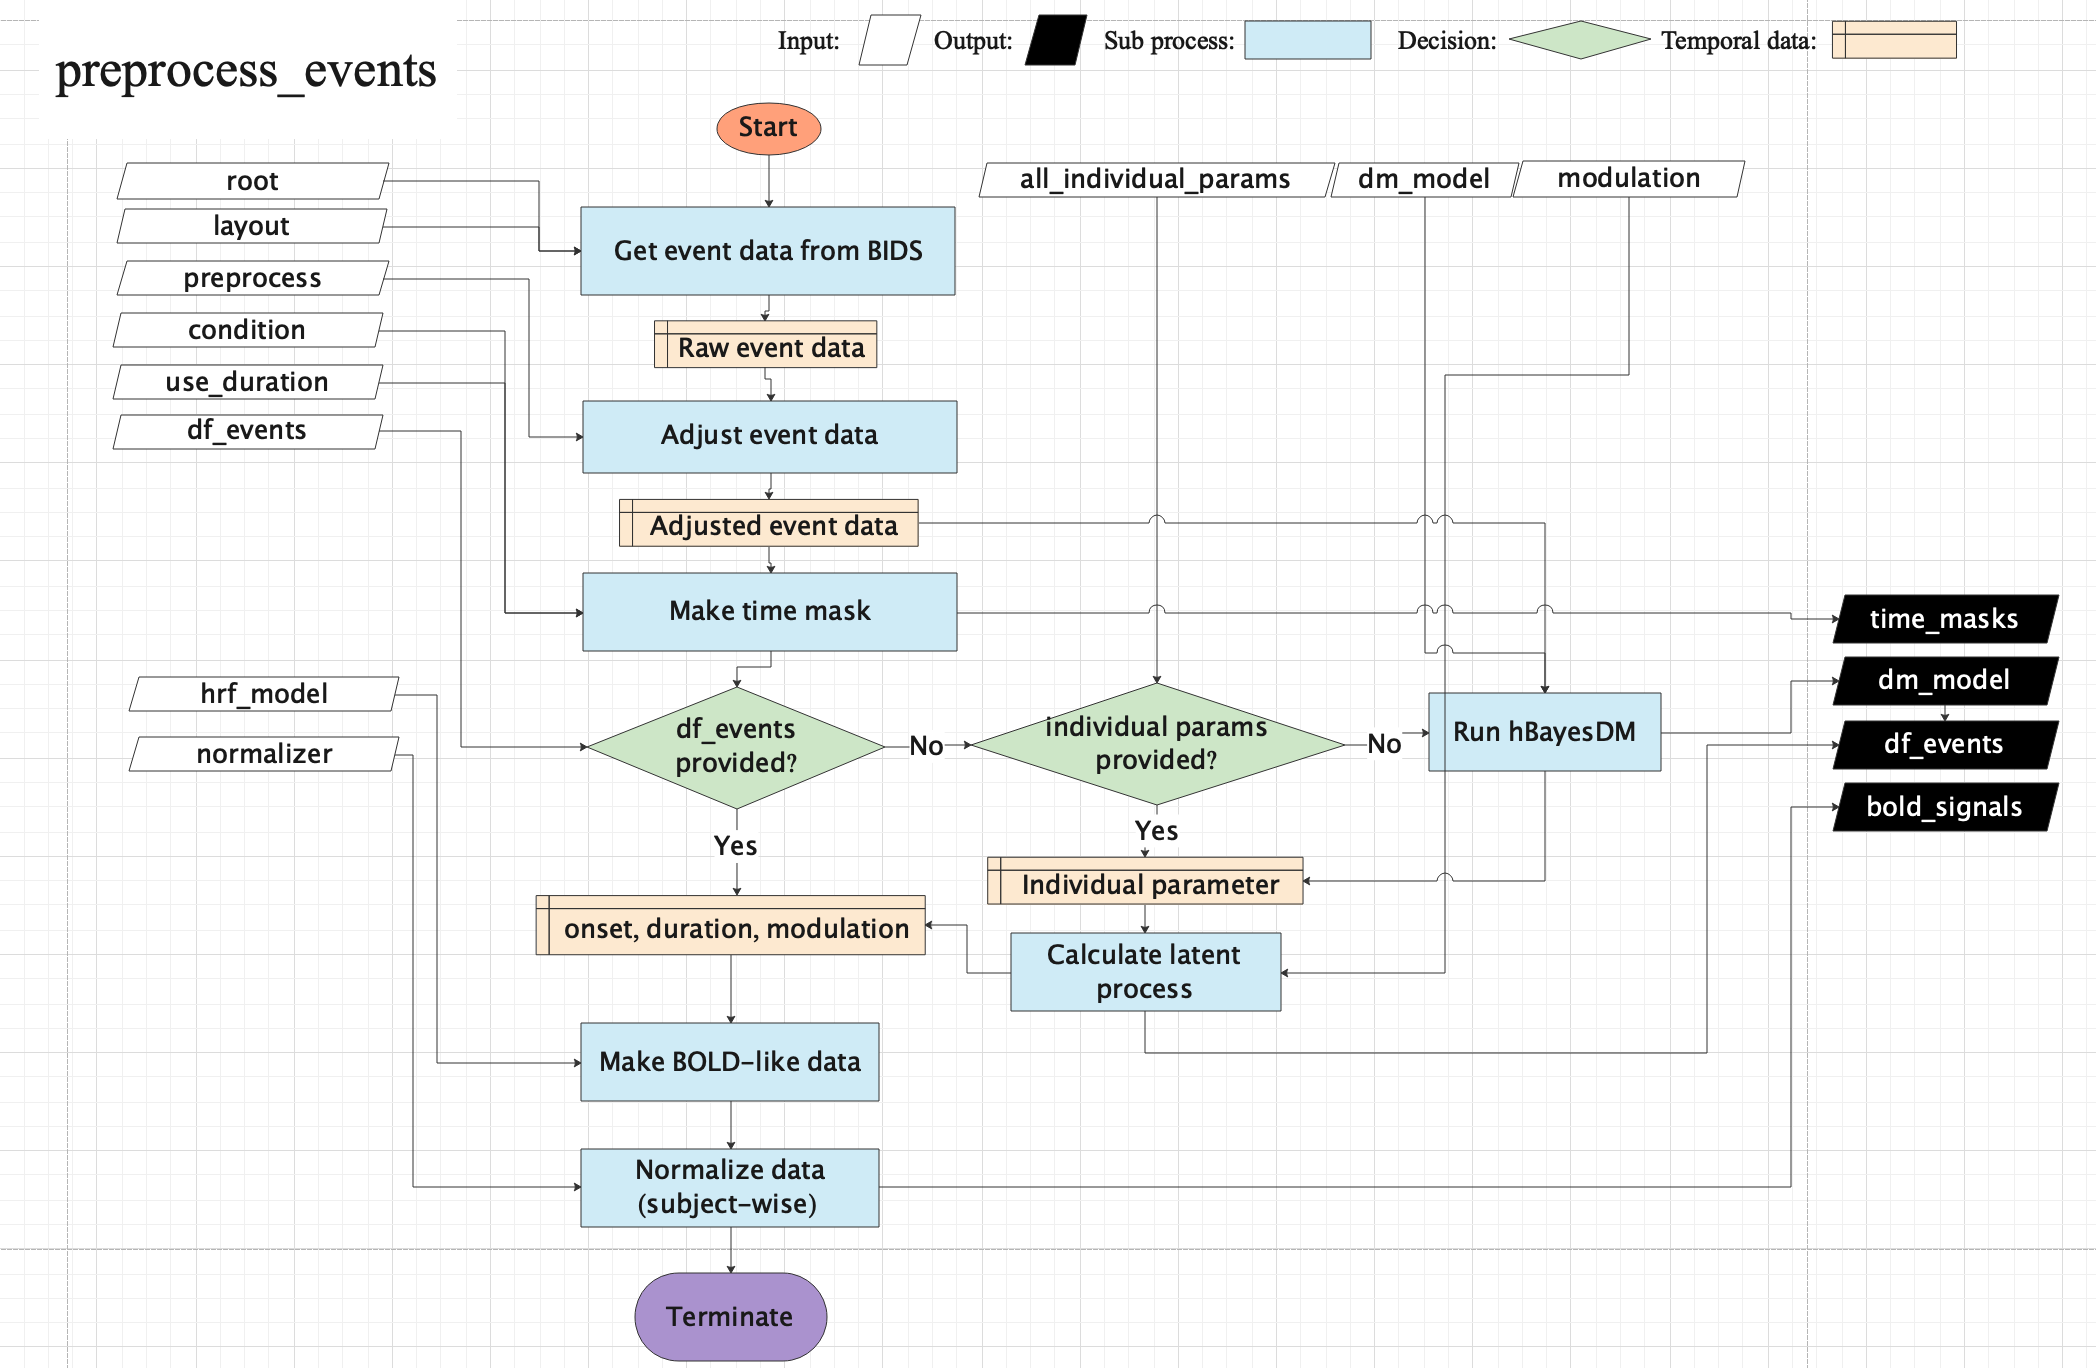 preprocess_events
Input:
Output:
Sub process:
Decision:
Temporal data:
Start
root
layout
preprocess
condition
use_duration
df_events
all_individual_params
dm_model
modulation
Get event data from BIDS
Raw event data
Adjust event data
Adjusted event data
Make time mask
hrf_model
normalizer
df_events
provided?
No
individual params
provided?
No
Run hBayesDM
time_masks
dm_model
df_events
bold_signals
Yes
Yes
Individual parameter
onset, duration, modulation
Calculate latent
process
Make BOLD-like data
Normalize data
(subject-wise)
Terminate